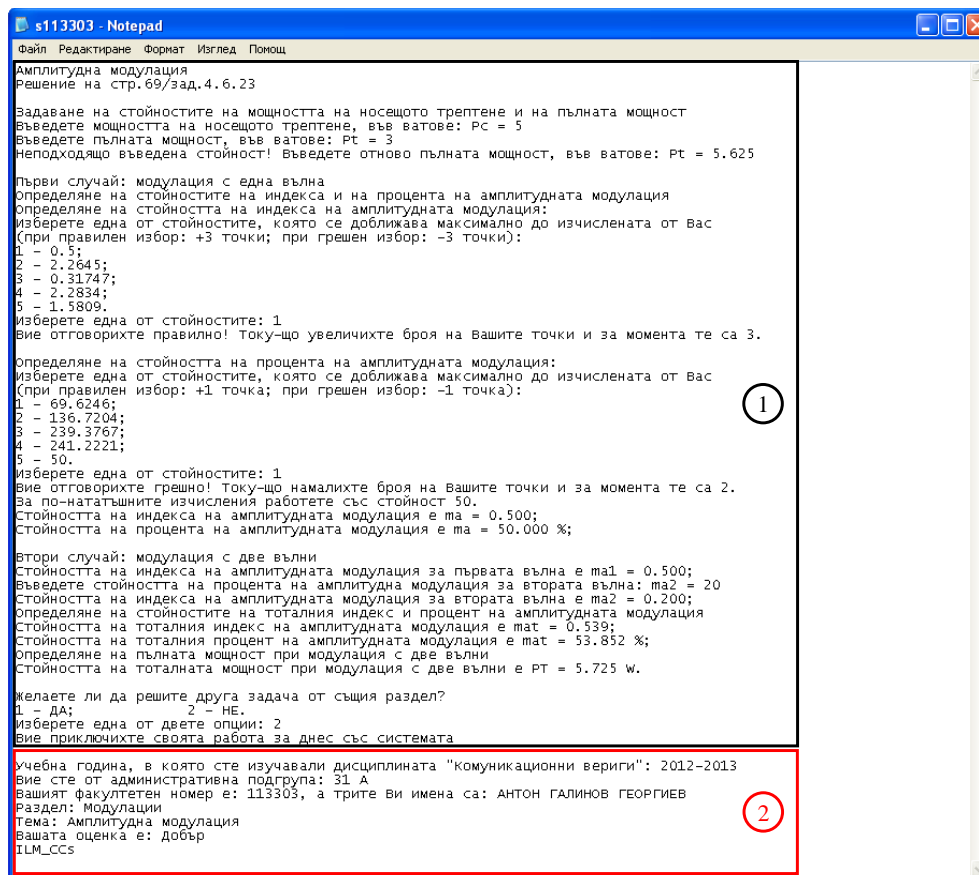 s113303 - Notepad
Файл Редактиране Формат Изглед Помощ
Амплитудна модулация
Решение на стр.69/зад.4.6.23
Задаване на стойностите на мощността на носещото трептене и на пълната мощност
Въведете мощността на носещото трептене, във ватове: Pc = 5
Въведете пълната мощност, във ватове: Pt = 3
Неподходящо въведена стойност! Въведете отново пълната мощност, във ватове: Pt = 5.625
Първи случай: модулация с една вълна
Определяне на стойностите на индекса и на процента на амплитудната модулация
Определяне на стойността на индекса на амплитудната модулация:
Изберете една от стойностите, която се доближава максимално до изчислената от Вас
(при правилен избор: +3 точки; при грешен избор: -3 точки):
1 - 0.5;
2 - 2.2645;
3 - 0.31747;
4 - 2.2834;
5 - 1.5809.
Изберете една от стойностите: 1
Вие отговорихте правилно! Току-що увеличихте броя на Вашите точки и за момента те са 3.
Определяне на стойността на процента на амплитудната модулация:
Изберете една от стойностите, която се доближава максимално до изчислената от Вас
(при правилен избор: +1 точка; при грешен избор: -1 точка):
1 - 69.6246;
2 - 136.7204;
3 - 239.3767;
4 - 241.2221;
5 - 50.
Изберете една от стойностите: 1
Вие отговорихте грешно! Току-що намалихте броя на Вашите точки и за момента те са 2.
За по-нататъшните изчисления работете със стойност 50.
Стойността на индекса на амплитудната модулация е ma = 0.500;
Стойността на процента на амплитудната модулация е ma = 50.000 %;
1
Втори случай: модулация с две вълни
Стойността на индекса на амплитудната модулация за първата вълна е ma1 = 0.500;
Въведете стойността на процента на амплитудна модулация за втората вълна: ma2 = 20
Стойността на индекса на амплитудната модулация за втората вълна е ma2 = 0.200;
Определяне на стойностите на тоталния индекс и процент на амплитудната модулация
Стойността на тоталния индекс на амплитудната модулация е mat = 0.539;
Стойността на тоталния процент на амплитудната модулация е mat = 53.852 %;
Определяне на пълната мощност при модулация с две вълни
Стойността на тоталната мощност при модулация с две вълни е PT = 5.725 W.
Желаете ли да решите друга задача от същия раздел?
1 - ДА; 2 - НЕ.
Изберете една от двете опции: 2
Вие приключихте своята работа за днес със системата
Учебна година, в която сте изучавали дисциплината "Комуникационни вериги": 2012-2013
Вие сте от административна подгрупа: 31 А
Вашият факултетен номер е: 113303, а трите Ви имена са: АНТОН ГАЛИНОВ ГЕОРГИЕВ
Раздел: Модулации
Тема: Амплитудна модулация
Вашата оценка е: Добър
ILM_CCs
2